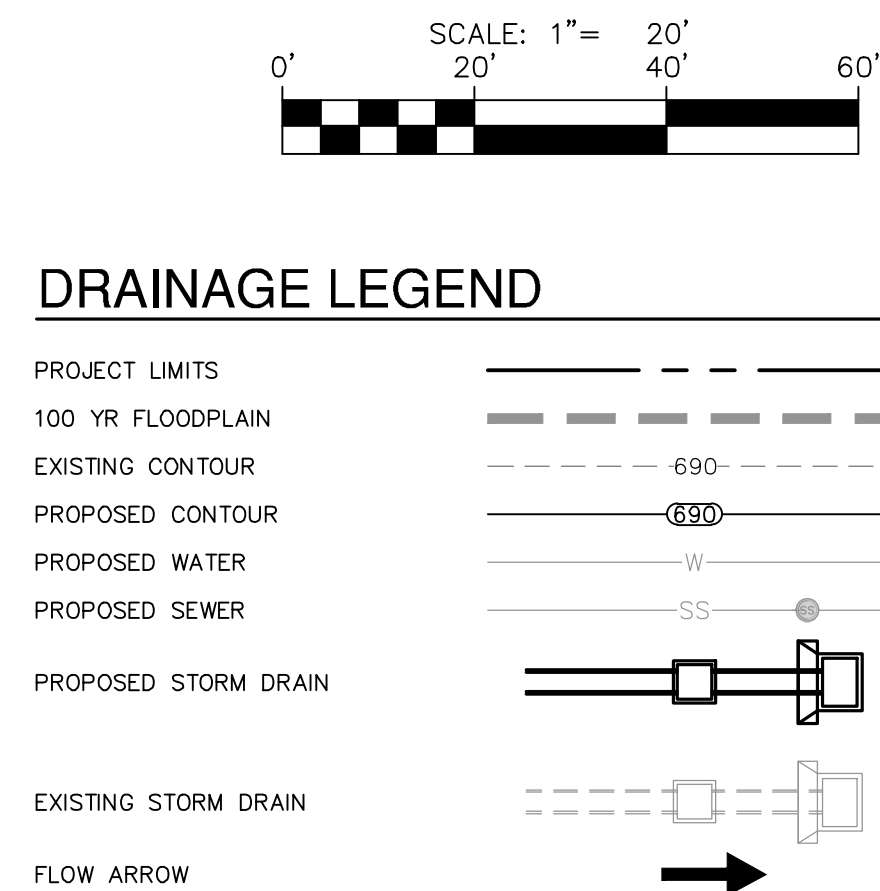 SCALE: 1"= 20'
0' 20' 40' 60'
DRAINAGE LEGEND
PROJECT LIMITS
100 YR FLOODPLAIN
EXISTING CONTOUR 690
PROPOSED CONTOUR 690
PROPOSED WATER W
PROPOSED SEWER SS SS
PROPOSED STORM DRAIN
EXISTING STORM DRAIN
FLOW ARROW